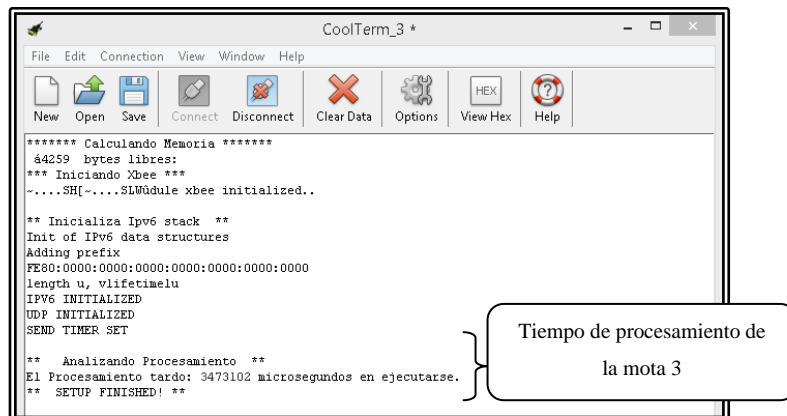 CoolTerm_3 *
File Edit Connection View Window Help
New Open Save Connect Disconnect Clear Data Options HEX View Hex Help
******* Calculando Memoria *******
á4259 bytes libres:
*** Iniciando Xbee ***
~....SH[~....SLWûdule xbee initialized..
** Inicializa Ipv6 stack **
Init of IPv6 data structures
Adding prefix
FE80:0000:0000:0000:0000:0000:0000:0000
length u, vlifetimelu
IPV6 INITIALIZED
UDP INITIALIZED
SEND TIMER SET
** Analizando Procesamiento **
El Procesamiento tardo: 3473102 microsegundos en ejecutarse.
** SETUP FINISHED! **
Tiempo de procesamiento de
la mota 3